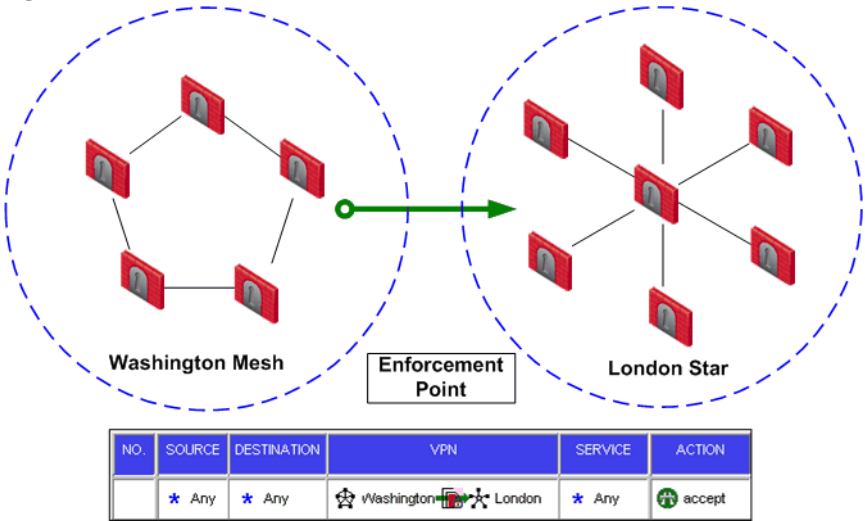 Washington Mesh
Enforcement
Point
London Star
NO. SOURCE DESTINATION VPN SERVICE ACTION
* Any * Any Washington London * Any accept